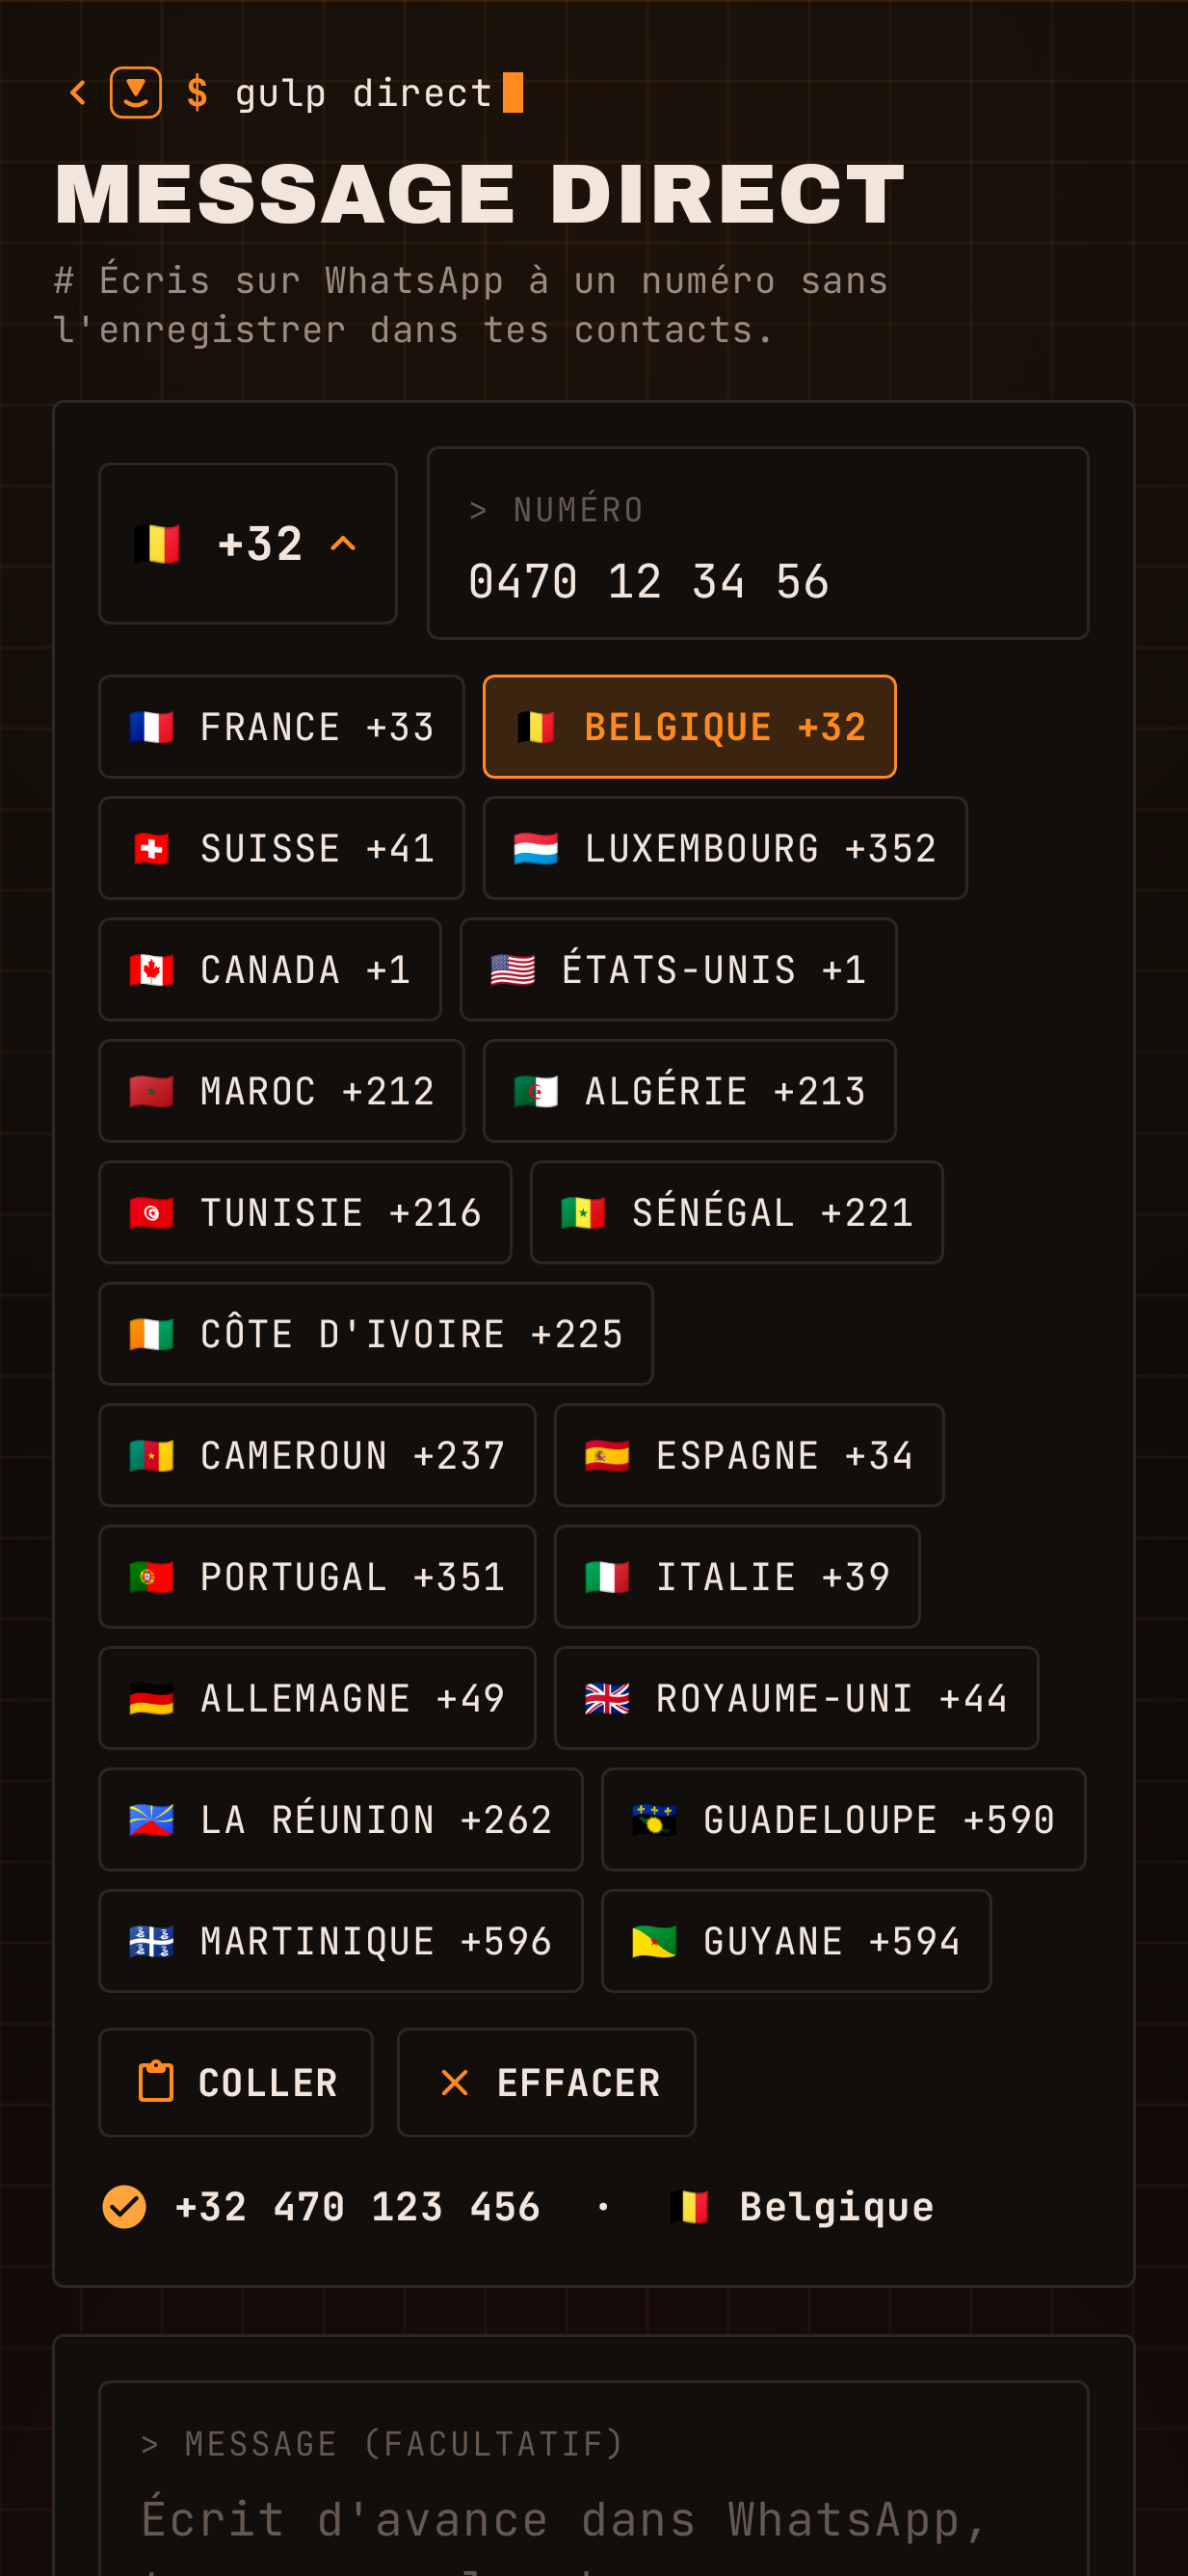 $ gulp direct
MESSAGE DIRECT
# Écris sur WhatsApp à un numéro sans
l'enregistrer dans tes contacts.
+32
> NUMÉRO
0470 12 34 56
FRANCE +33
BELGIQUE +32
SUISSE +41
LUXEMBOURG +352
CANADA +1
ÉTATS-UNIS +1
MAROC +212
ALGÉRIE +213
TUNISIE +216
SÉNÉGAL +221
CÔTE D'IVOIRE +225
CAMEROUN +237
ESPAGNE +34
PORTUGAL +351
ITALIE +39
ALLEMAGNE +49
ROYAUME-UNI +44
LA RÉUNION +262
GUADELOUPE +590
MARTINIQUE +596
GUYANE +594
COLLER
EFFACER
+32 470 123 456 · Belgique
> MESSAGE (FACULTATIF)
Écrit d'avance dans WhatsApp,